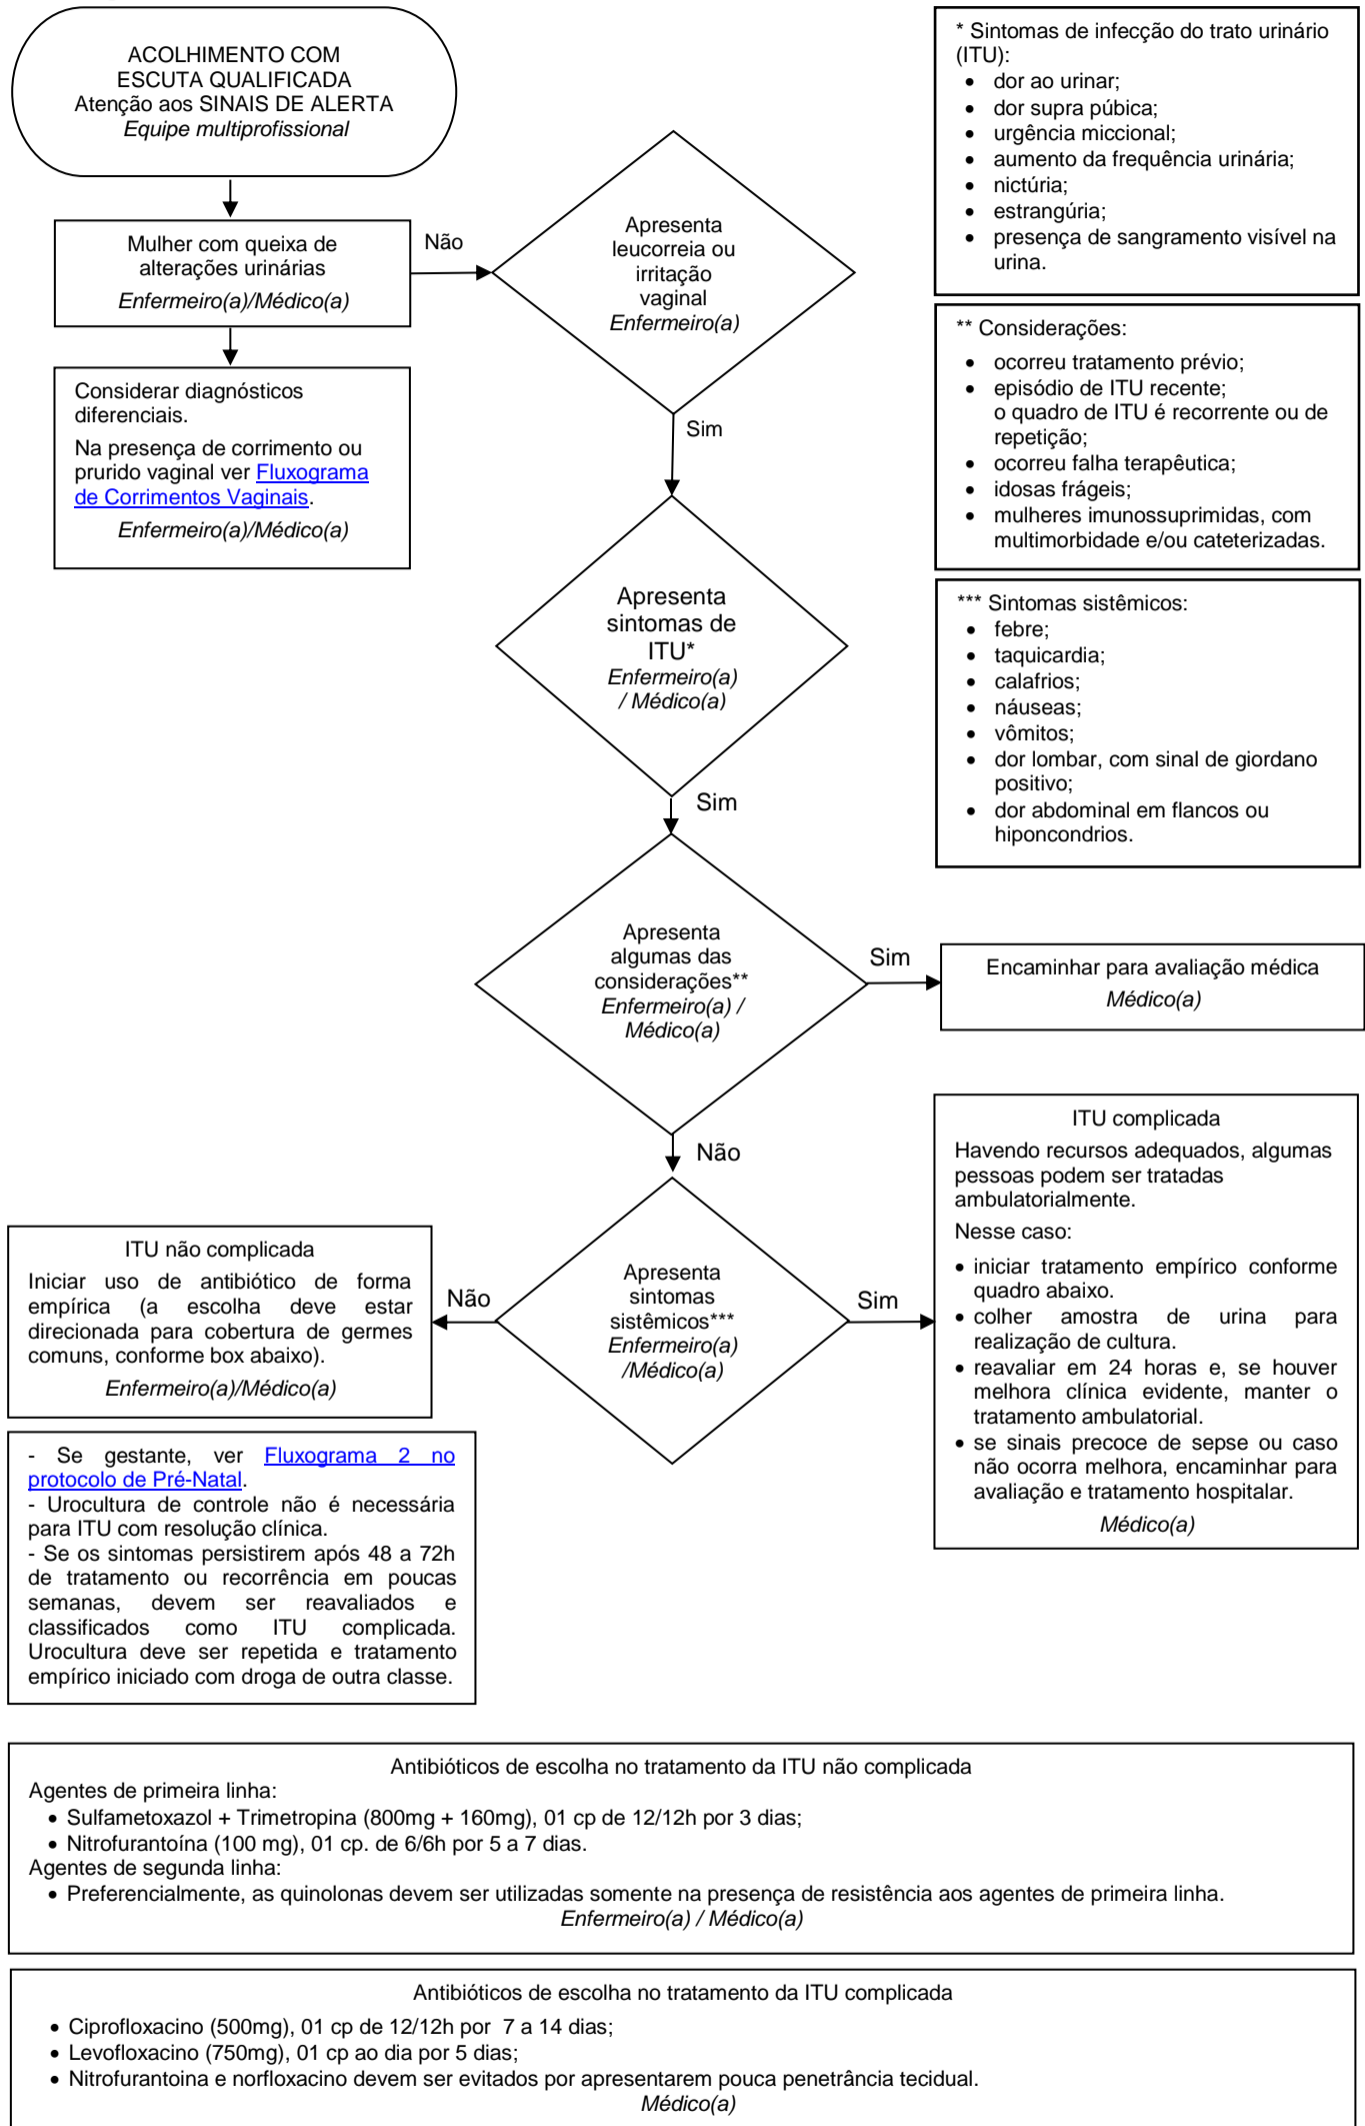 ACOLHIMENTO COM
ESCUTA QUALIFICADA
Atenção aos SINAIS DE ALERTA
Equipe multiprofissional
Mulher com queixa de
alterações urinárias
Enfermeiro(a)/Médico(a)
Não
Considerar diagnósticos
diferenciais.
Na presença de corrimento ou
prurido vaginal ver Fluxograma
de Corrimentos Vaginais.
Enfermeiro(a)/Médico(a)
Apresenta
leucorreia ou
irritação
vaginal
Enfermeiro(a)
Sim
Apresenta
sintomas de
ITU*
Enfermeiro(a)
/ Médico(a)
Sim
Apresenta
algumas das
considerações**
Enfermeiro(a) /
Médico(a)
Sim
Encaminhar para avaliação médica
Médico(a)
Não
Apresenta
sintomas
sistêmicos***
Enfermeiro(a)
/Médico(a)
Não
Sim
* Sintomas de infecção do trato urinário
(ITU):
• dor ao urinar;
• dor supra púbica;
• urgência miccional;
• aumento da frequência urinária;
• nictúria;
• estrangúria;
• presença de sangramento visível na
urina.
** Considerações:
• ocorreu tratamento prévio;
• episódio de ITU recente;
o quadro de ITU é recorrente ou de
repetição;
• ocorreu falha terapêutica;
• idosas frágeis;
• mulheres imunossuprimidas, com
multimorbidade e/ou cateterizadas.
*** Sintomas sistêmicos:
• febre;
• taquicardia;
• calafrios;
• náuseas;
• vômitos;
• dor lombar, com sinal de giordano
positivo;
• dor abdominal em flancos ou
hiponcondrios.
ITU complicada
Havendo recursos adequados, algumas
pessoas podem ser tratadas
ambulatorialmente.
Nesse caso:
• iniciar tratamento empírico conforme
quadro abaixo.
• colher amostra de urina para
realização de cultura.
• reavaliar em 24 horas e, se houver
melhora clínica evidente, manter o
tratamento ambulatorial.
• se sinais precoce de sepse ou caso
não ocorra melhora, encaminhar para
avaliação e tratamento hospitalar.
Médico(a)
ITU não complicada
Iniciar uso de antibiótico de forma
empírica (a escolha deve estar
direcionada para cobertura de germes
comuns, conforme box abaixo).
Enfermeiro(a)/Médico(a)
- Se gestante, ver Fluxograma 2 no
protocolo de Pré-Natal.
- Urocultura de controle não é necessária
para ITU com resolução clínica.
- Se os sintomas persistirem após 48 a 72h
de tratamento ou recorrência em poucas
semanas, devem ser reavaliados e
classificados como ITU complicada.
Urocultura deve ser repetida e tratamento
empírico iniciado com droga de outra classe.
Antibióticos de escolha no tratamento da ITU não complicada
Agentes de primeira linha:
• Sulfametoxazol + Trimetropina (800mg + 160mg), 01 cp de 12/12h por 3 dias;
• Nitrofurantoína (100 mg), 01 cp. de 6/6h por 5 a 7 dias.
Agentes de segunda linha:
• Preferencialmente, as quinolonas devem ser utilizadas somente na presença de resistência aos agentes de primeira linha.
Enfermeiro(a) / Médico(a)
Antibióticos de escolha no tratamento da ITU complicada
• Ciprofloxacino (500mg), 01 cp de 12/12h por 7 a 14 dias;
• Levofloxacino (750mg), 01 cp ao dia por 5 dias;
• Nitrofurantoina e norfloxacino devem ser evitados por apresentarem pouca penetrância tecidual.
Médico(a)